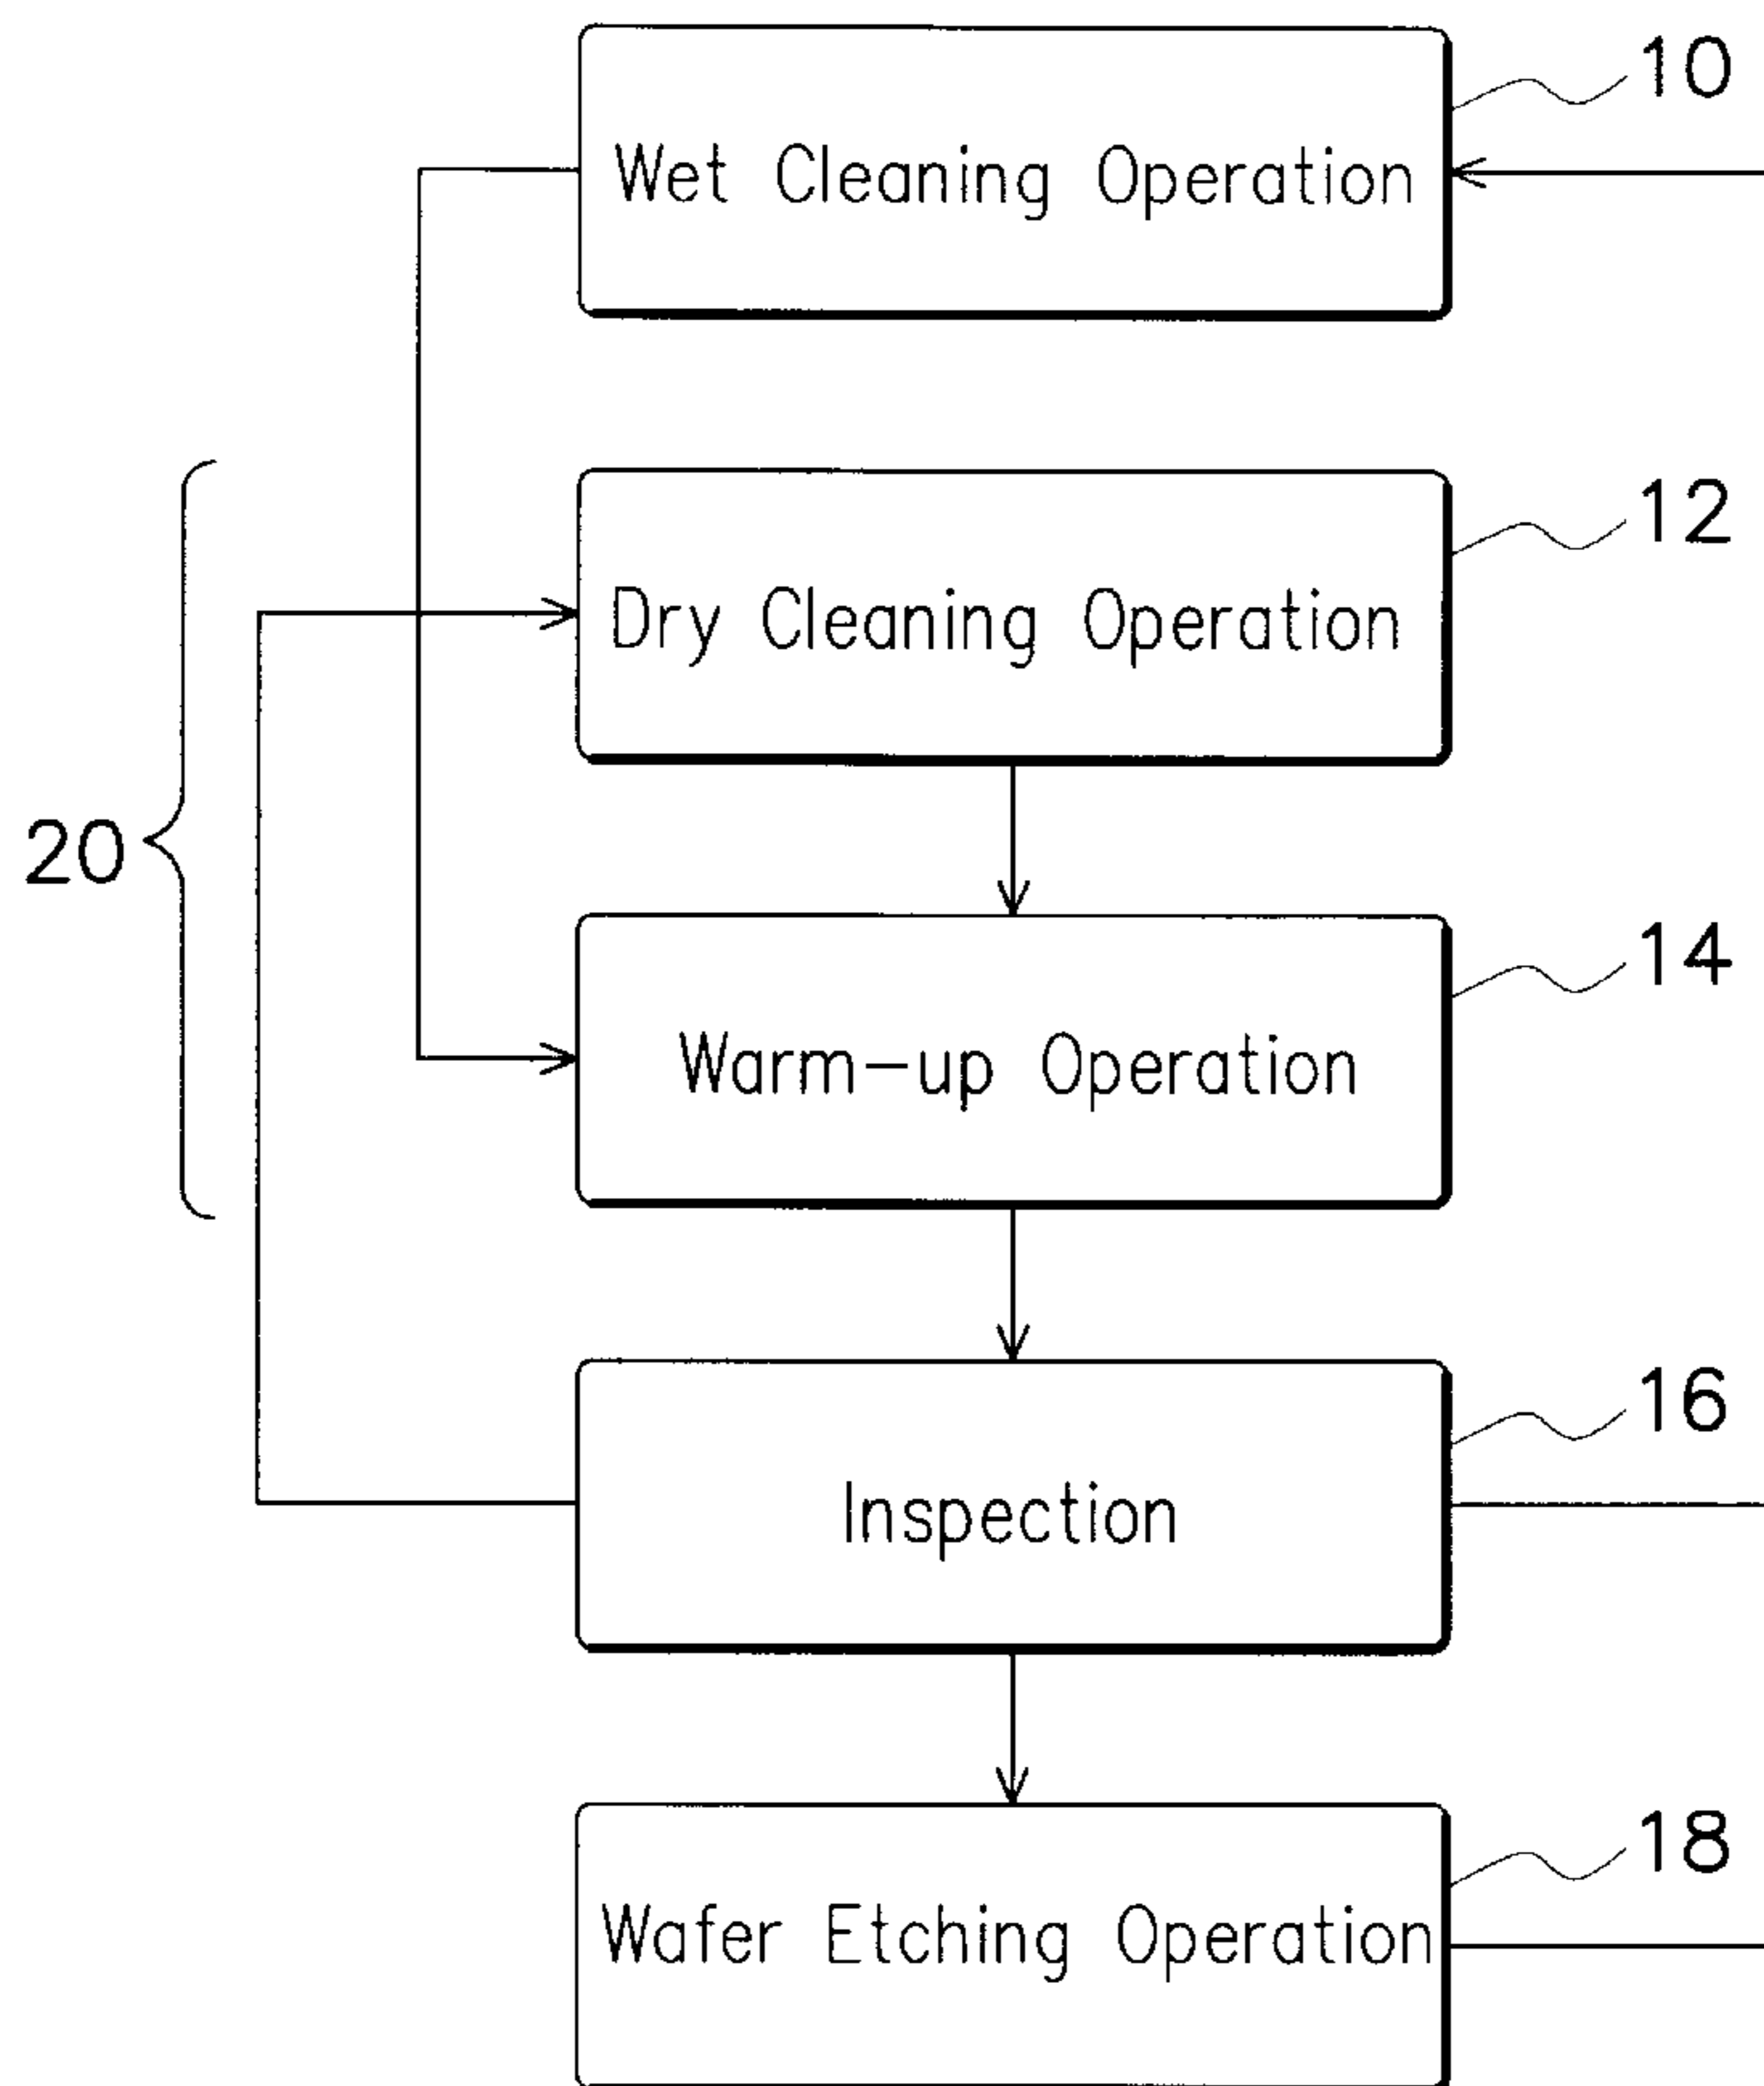 10
Wet Cleaning Operation
12
Dry Cleaning Operation
20
14
Warm-up Operation
16
Inspection
18
Wafer Etching Operation